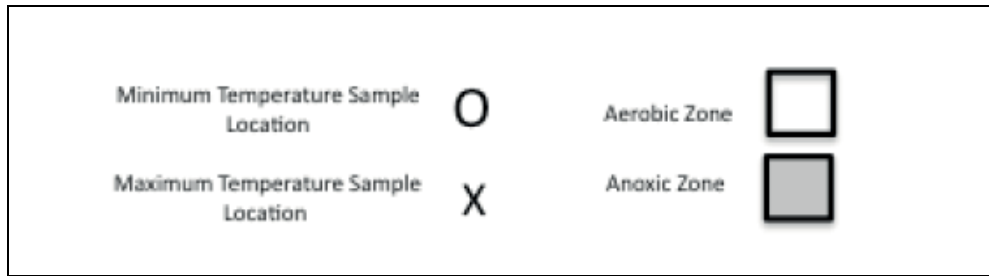 Minimum Temperature Sample
Location
O
Aerobic Zone
Maximum Temperature Sample
Location
X
Anoxic Zone